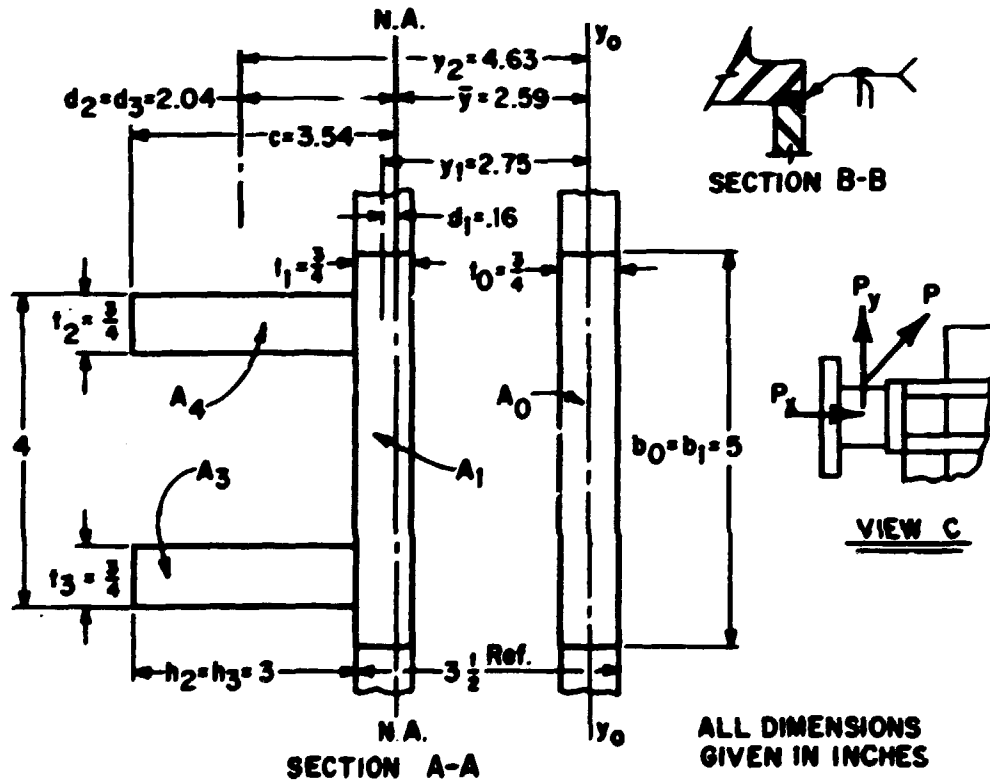 N.A.
y₀
y₂=4.63
d₂=d₃=2.04
ȳ=2.59
c=3.54
y₁=2.75
SECTION B-B
d₁=.16
t₁=3/4
t₀=3/4
t₂=3/4
P_y
P
A₄
A₀
P_x
4
b₀=b₁=5
A₃
A₁
VIEW C
t₃=3/4
h₂=h₃=3
3 1/2 Ref.
N.A.
y₀
SECTION A-A
ALL DIMENSIONS
GIVEN IN INCHES